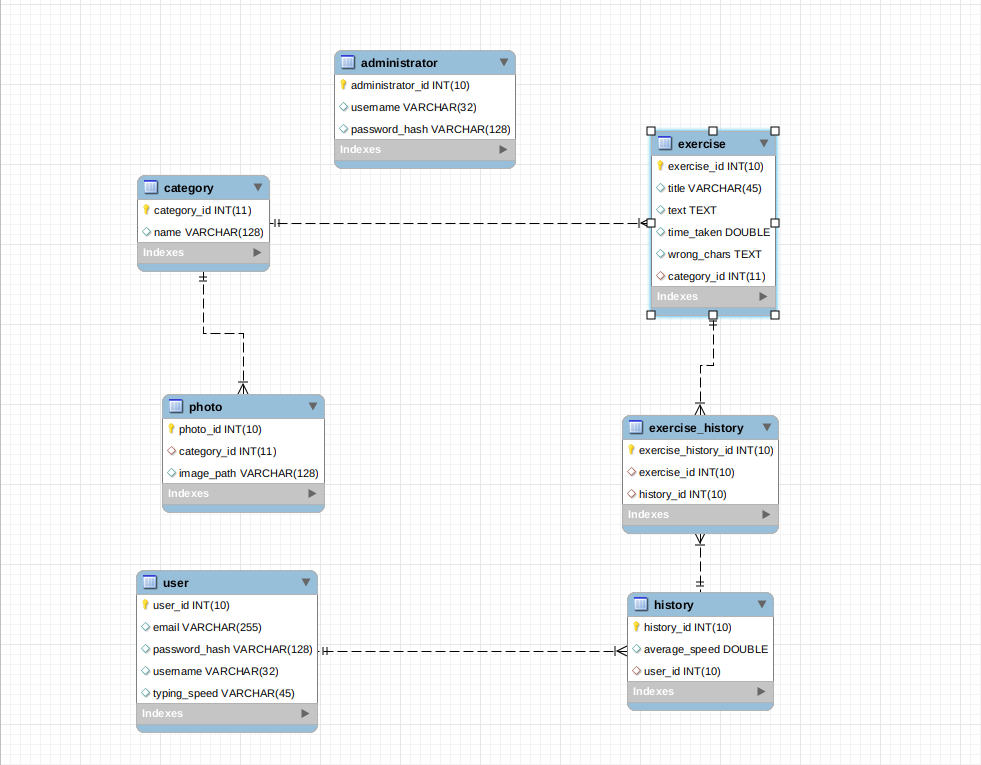 administrator
administrator_id INT(10)
username VARCHAR(32)
password_hash VARCHAR(128)
Indexes
exercise
exercise_id INT(10)
title VARCHAR(45)
text TEXT
time_taken DOUBLE
wrong_chars TEXT
category_id INT(11)
Indexes
category
category_id INT(11)
name VARCHAR(128)
Indexes
photo
photo_id INT(10)
category_id INT(11)
image_path VARCHAR(128)
Indexes
exercise_history
exercise_history_id INT(10)
exercise_id INT(10)
history_id INT(10)
Indexes
user
user_id INT(10)
email VARCHAR(255)
password_hash VARCHAR(128)
username VARCHAR(32)
typing_speed VARCHAR(45)
Indexes
history
history_id INT(10)
average_speed DOUBLE
user_id INT(10)
Indexes